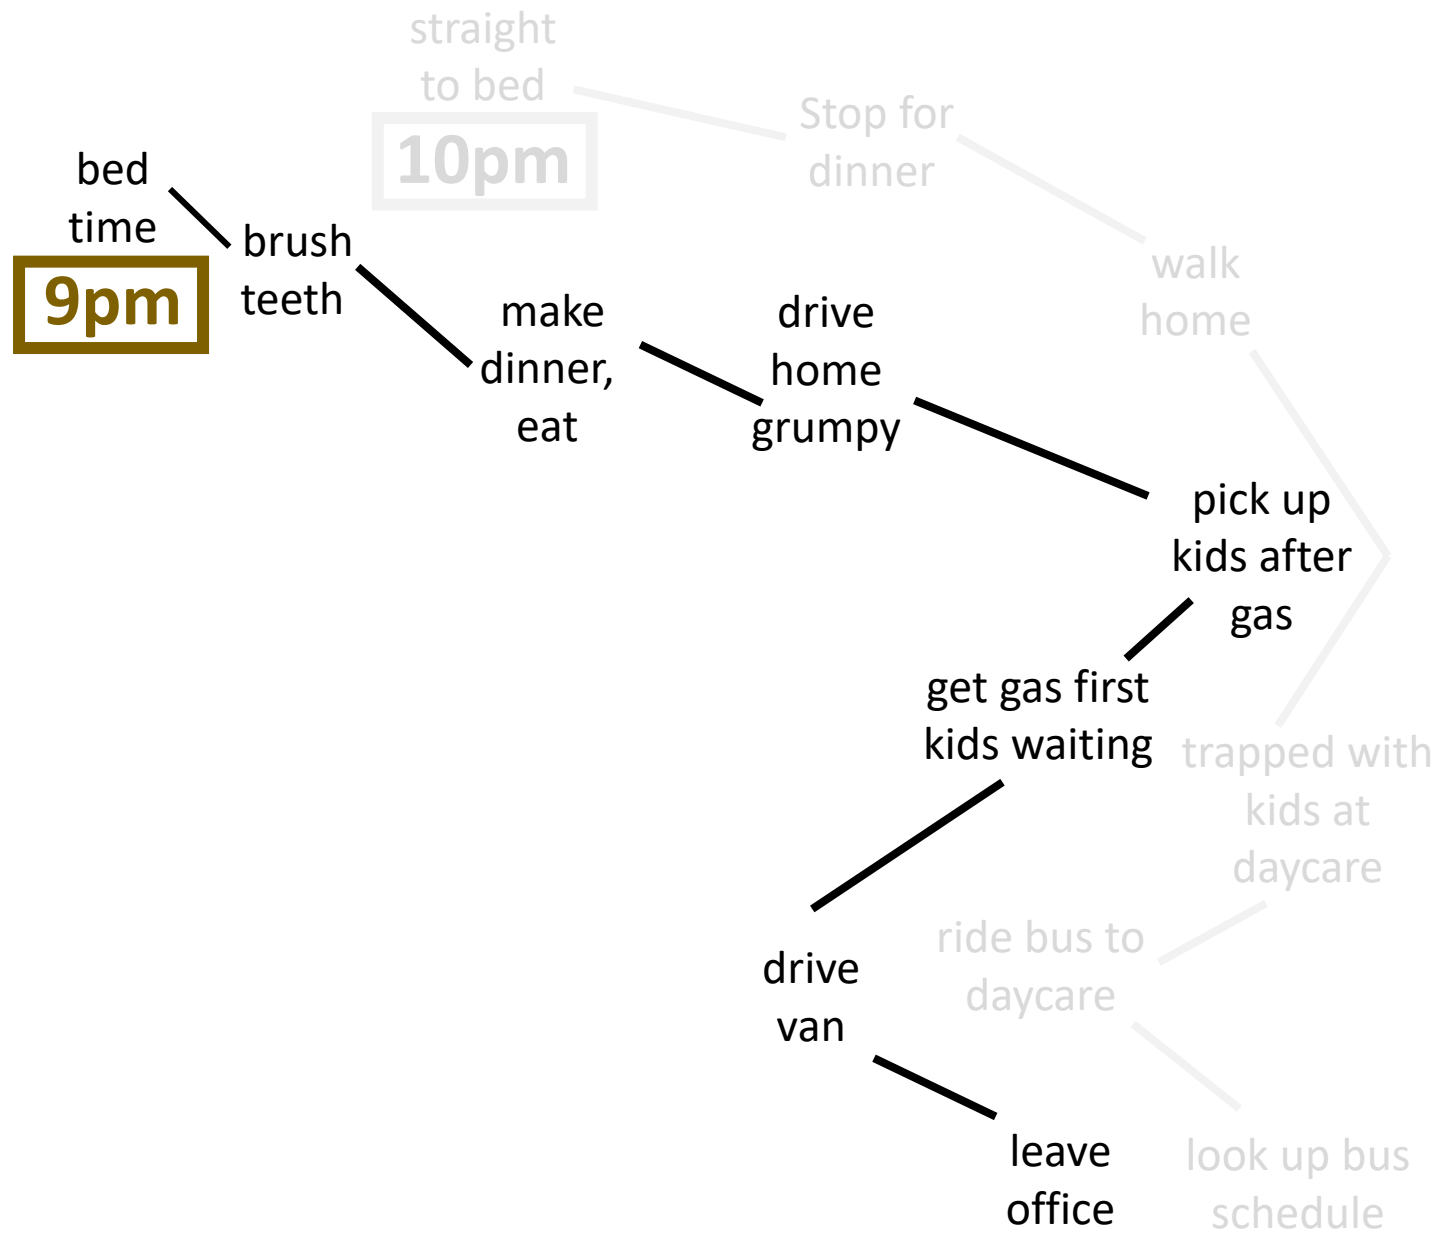 straight
to bed
10pm
Stop for
dinner
bed
time
9pm
brush
teeth
walk
home
make
dinner,
eat
drive
home
grumpy
pick up
kids after
gas
get gas first
kids waiting
trapped with
kids at
daycare
ride bus to
daycare
drive
van
leave
office
look up bus
schedule